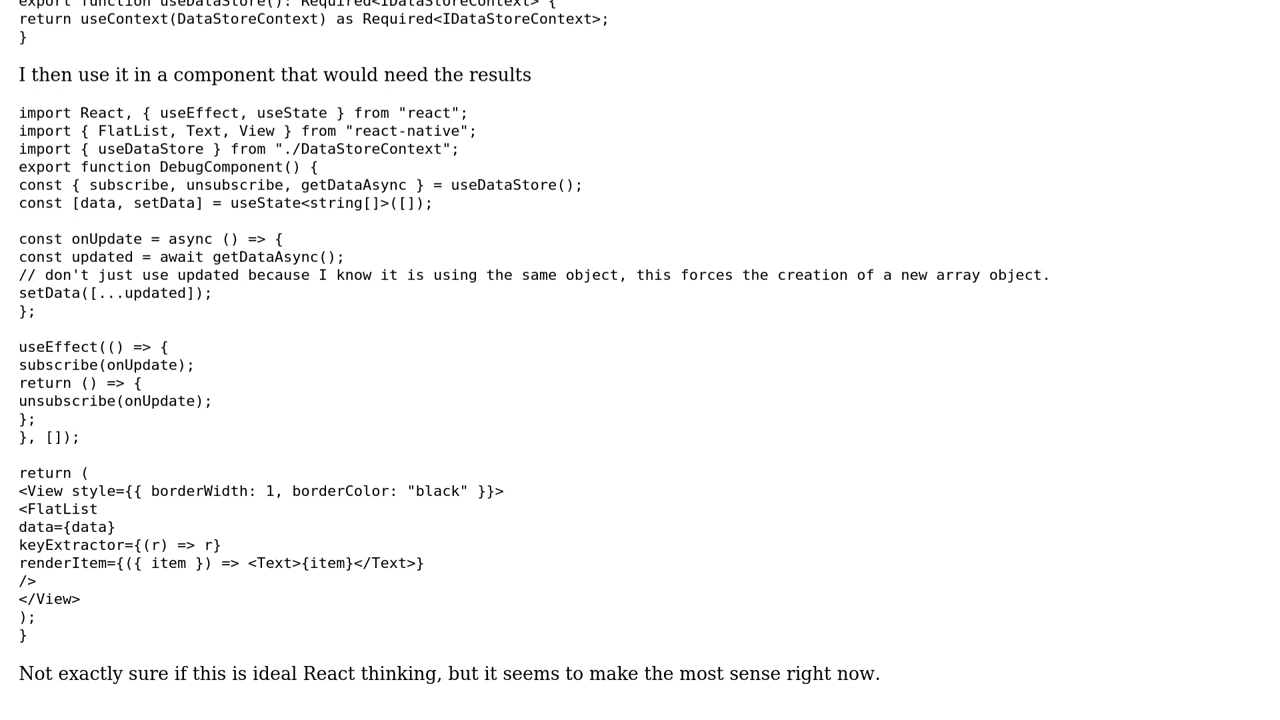 export function useDataStore(): Required<IDataStoreContext> {
return useContext(DataStoreContext) as Required<IDataStoreContext>;
}
I then use it in a component that would need the results
import React, { useEffect, useState } from "react";
import { FlatList, Text, View } from "react-native";
import { useDataStore } from "./DataStoreContext";
export function DebugComponent() {
const { subscribe, unsubscribe, getDataAsync } = useDataStore();
const [data, setData] = useState<string[]>([]);
const onUpdate = async () => {
const updated = await getDataAsync();
// don't just use updated because I know it is using the same object, this forces the creation of a new array object.
setData([...updated]);
};
useEffect(() => {
subscribe(onUpdate);
return () => {
unsubscribe(onUpdate);
};
}, []);
return (
<View style={{ borderWidth: 1, borderColor: "black" }}>
<FlatList
data={data}
keyExtractor={(r) => r}
renderItem={({ item }) => <Text>{item}</Text>}
/>
</View>
);
}
Not exactly sure if this is ideal React thinking, but it seems to make the most sense right now.